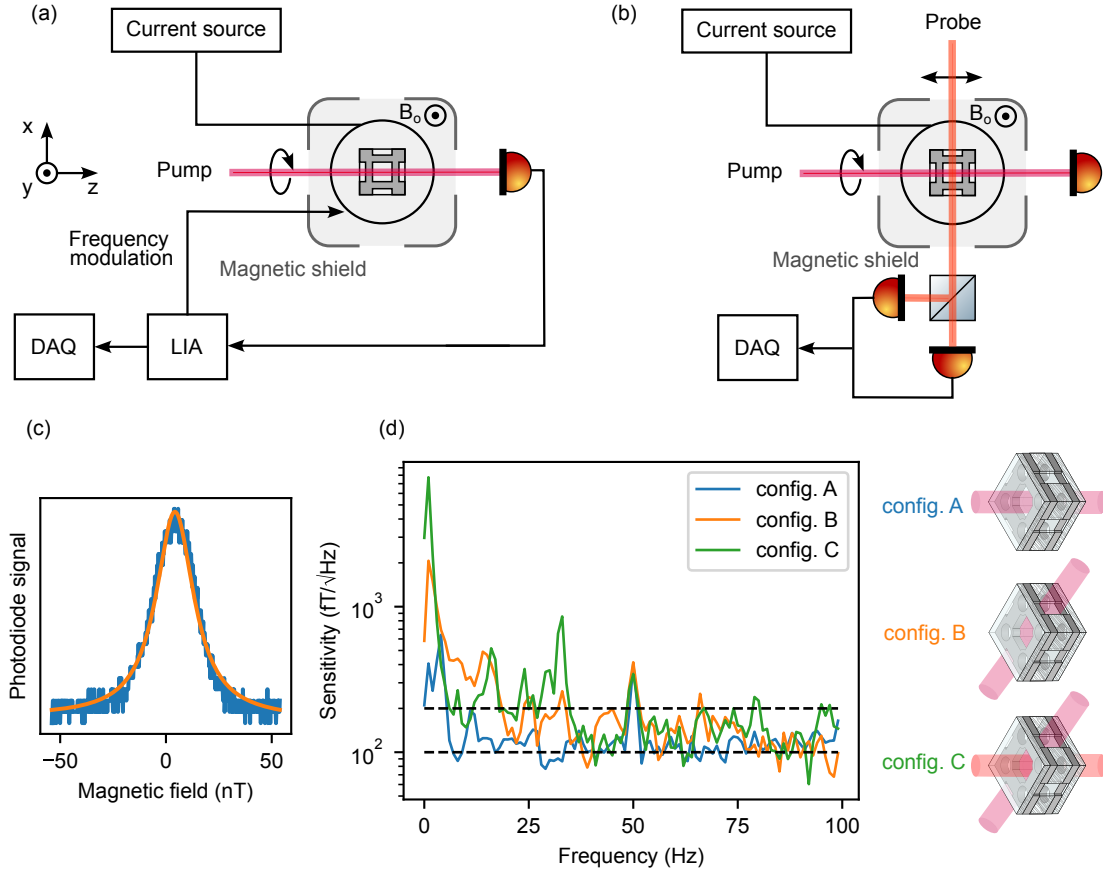 (a)
Current source
B₀
x
y
z
Pump
Frequency
modulation
Magnetic shield
DAQ
LIA
(b)
Probe
Current source
B₀
Pump
Magnetic shield
DAQ
(c)
Photodiode signal
−50
0
50
Magnetic field (nT)
(d)
Sensitivity (fT/√Hz)
10³
10²
config. A
config. B
config. C
0
25
50
75
100
Frequency (Hz)
config. A
config. B
config. C